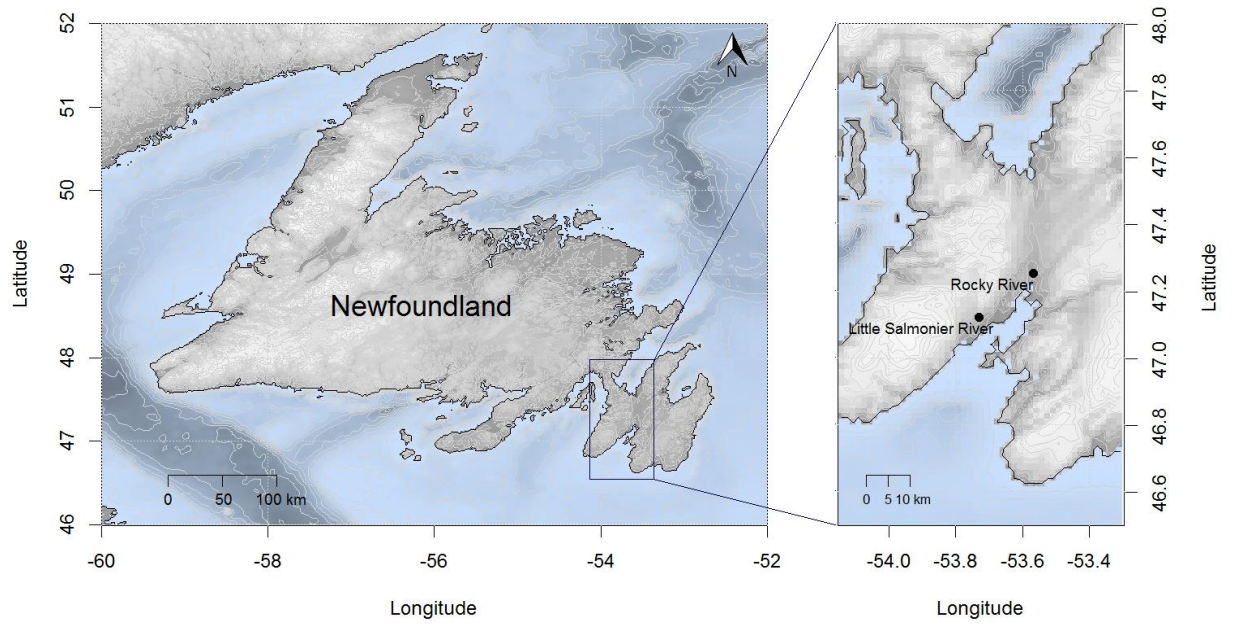 52
51
50
49
48
47
46
Latitude
N
Newfoundland
0 50 100 km
-60 -58 -56 -54 -52
Longitude
48.0
47.8
47.6
47.4
47.2
47.0
46.8
46.6
Latitude
Rocky River
Little Salmonier River
0 5 10 km
-54.0 -53.8 -53.6 -53.4
Longitude